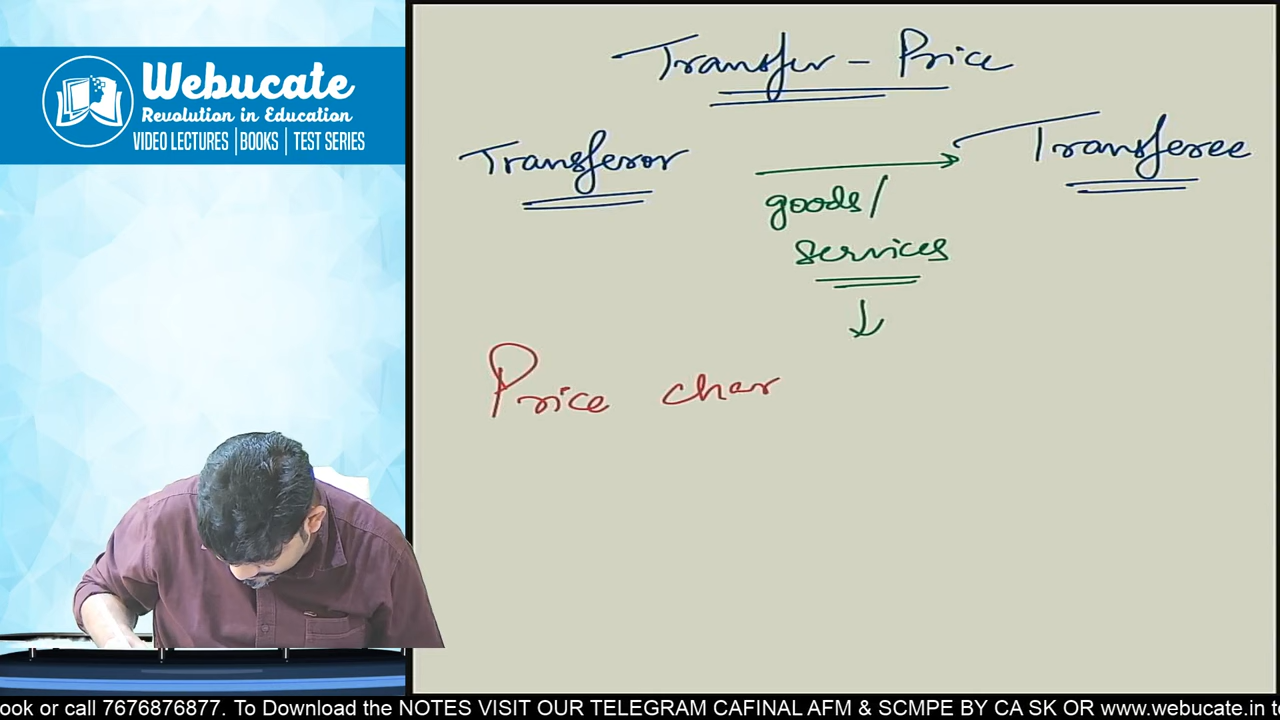 Webucate
Revolution in Education
VIDEO LECTURES | BOOKS | TEST SERIES
Transfer - Price
Transferor
Transferee
goods/
services
Price char
ook or call 7676876877. To Download the NOTES VISIT OUR TELEGRAM CAFINAL AFM & SCMPE BY CA SK OR www.webucate.in to